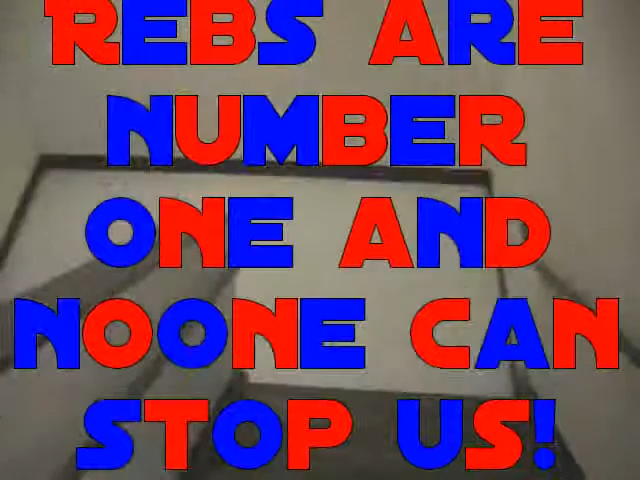 REBS ARE
NUMBER
ONE AND
NOONE CAN
STOP US!